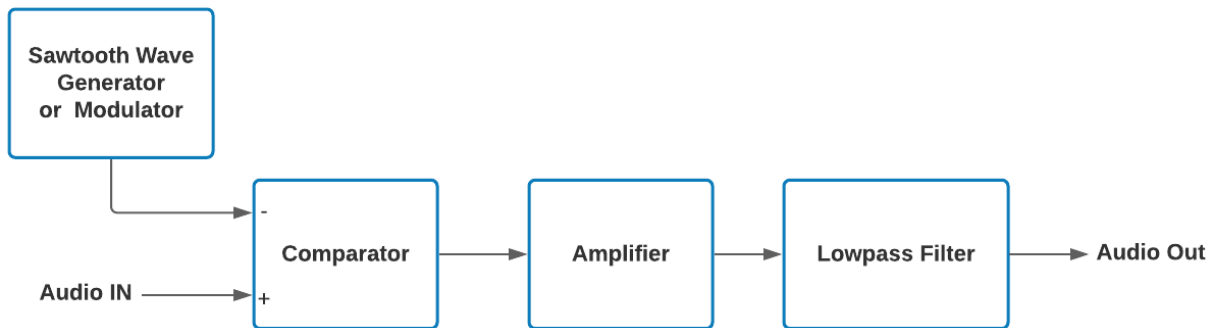 Sawtooth Wave
Generator
or Modulator
-
Comparator
Amplifier
Lowpass Filter
Audio Out
Audio IN
+